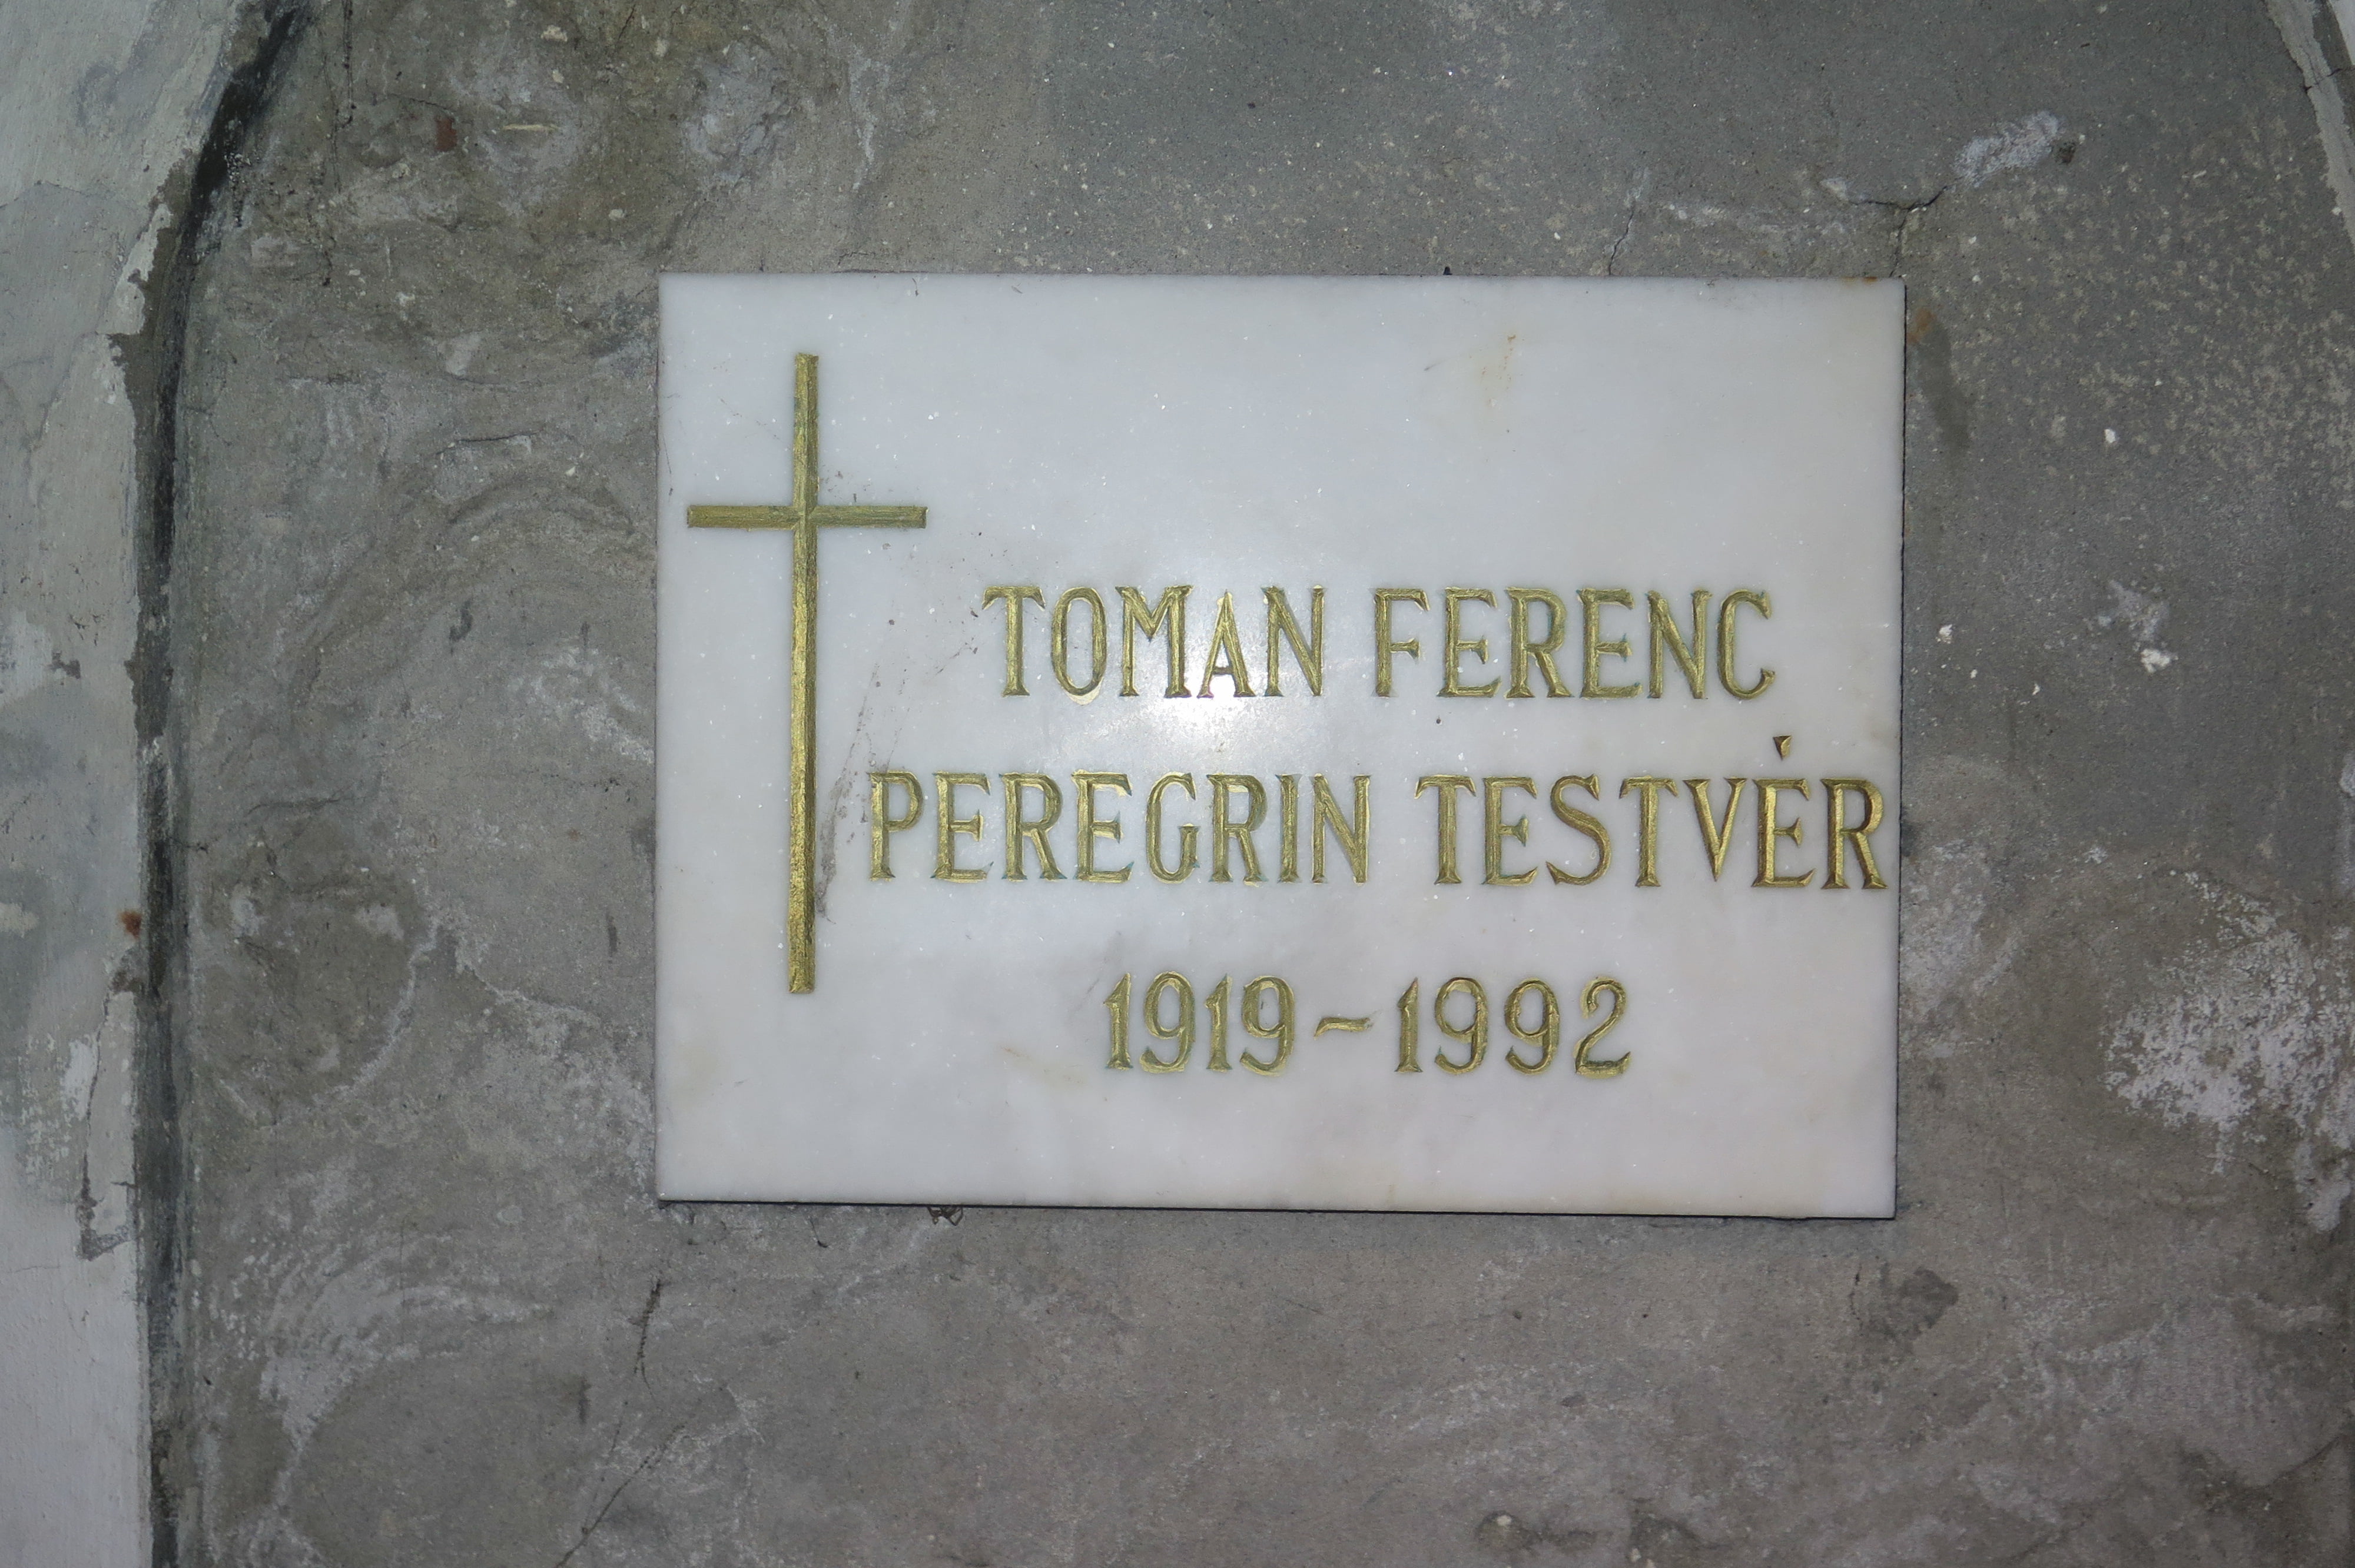 TOMAN FERENC
PEREGRIN TESTVÉR
1919-1992